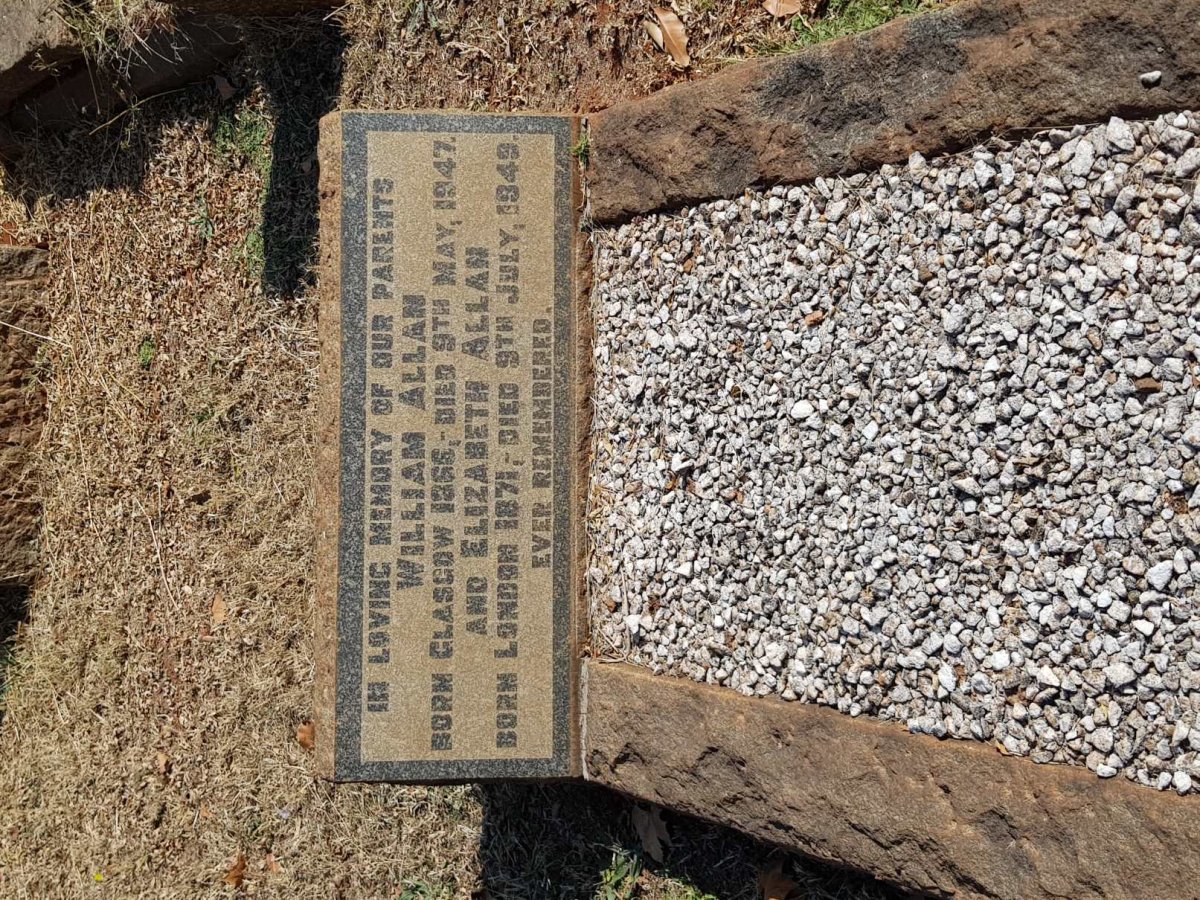 IN LOVING MEMORY OF OUR PARENTS
WILLIAM ALLAN
BORN GLASGOW 1866,-DIED 9TH MAY, 1947.
AND ELIZABETH ALLAN
BORN LONDON 1871,-DIED 9TH JULY, 1949
EVER REMEMBERED.